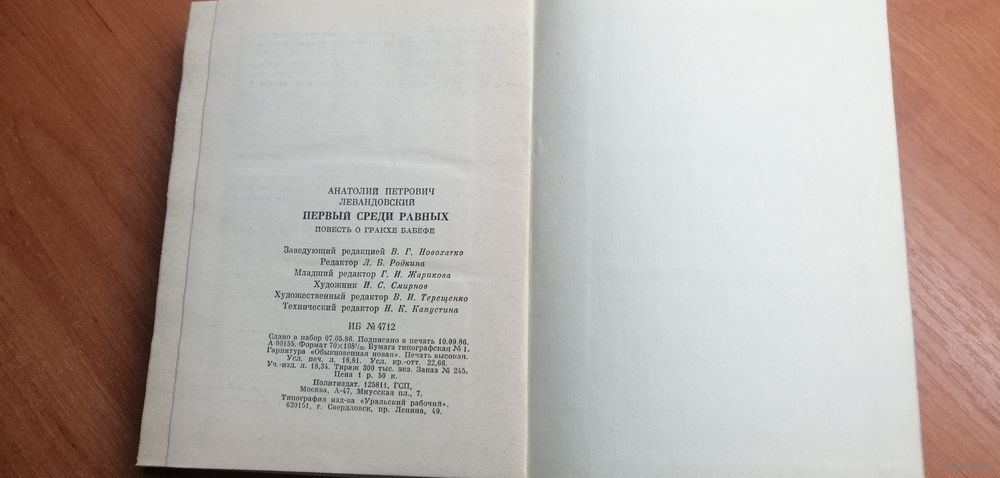 АНАТОЛИЙ ПЕТРОВИЧ
ЛЕВАНДОВСКИЙ
ПЕРВЫЙ СРЕДИ РАВНЫХ
ПОВЕСТЬ О ГРАКХЕ БАБЕФЕ
Заведующий редакцией В. Г. Новохатко
Редактор Л. Б. Родкина
Младший редактор Г. И. Жарикова
Художник И. С. Смирнов
Художественный редактор В. И. Терещенко
Технический редактор Н. К. Капустина
ИБ № 4712
Сдано в набор 07.05.86. Подписано в печать 10.09.86.
А 00155. Формат 70×108¹/₃₂. Бумага типографская № 1.
Гарнитура «Обыкновенная новая». Печать высокая.
Усл. печ. л. 18,81. Усл. кр.-отт. 22,66.
Уч.-изд. л. 18,34. Тираж 300 тыс. экз. Заказ № 245.
Цена 1 р. 50 к.
Политиздат. 125811, ГСП,
Москва, А-47, Миусская пл., 7.
Типография изд-ва «Уральский рабочий».
620151, г. Свердловск, пр. Ленина, 49.